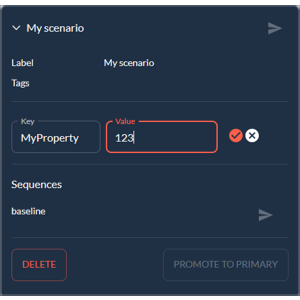 My scenario
Label My scenario
Tags
Key Value
MyProperty 123
Sequences
baseline
DELETE PROMOTE TO PRIMARY